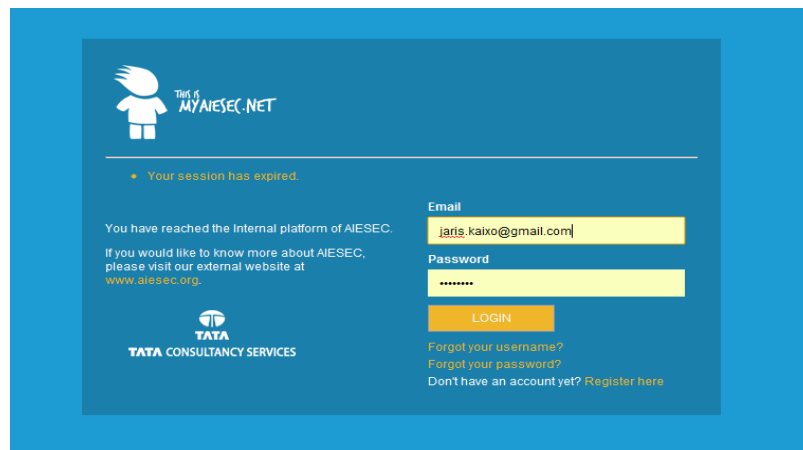 THIS IS
MYAIESEC.NET
Your session has expired.
You have reached the Internal platform of AIESEC.
If you would like to know more about AIESEC,
please visit our external website at
www.aiesec.org.
TATA
TATA CONSULTANCY SERVICES
Email
jaris.kaixo@gmail.com
Password
••••••••
LOGIN
Forgot your username?
Forgot your password?
Don't have an account yet? Register here